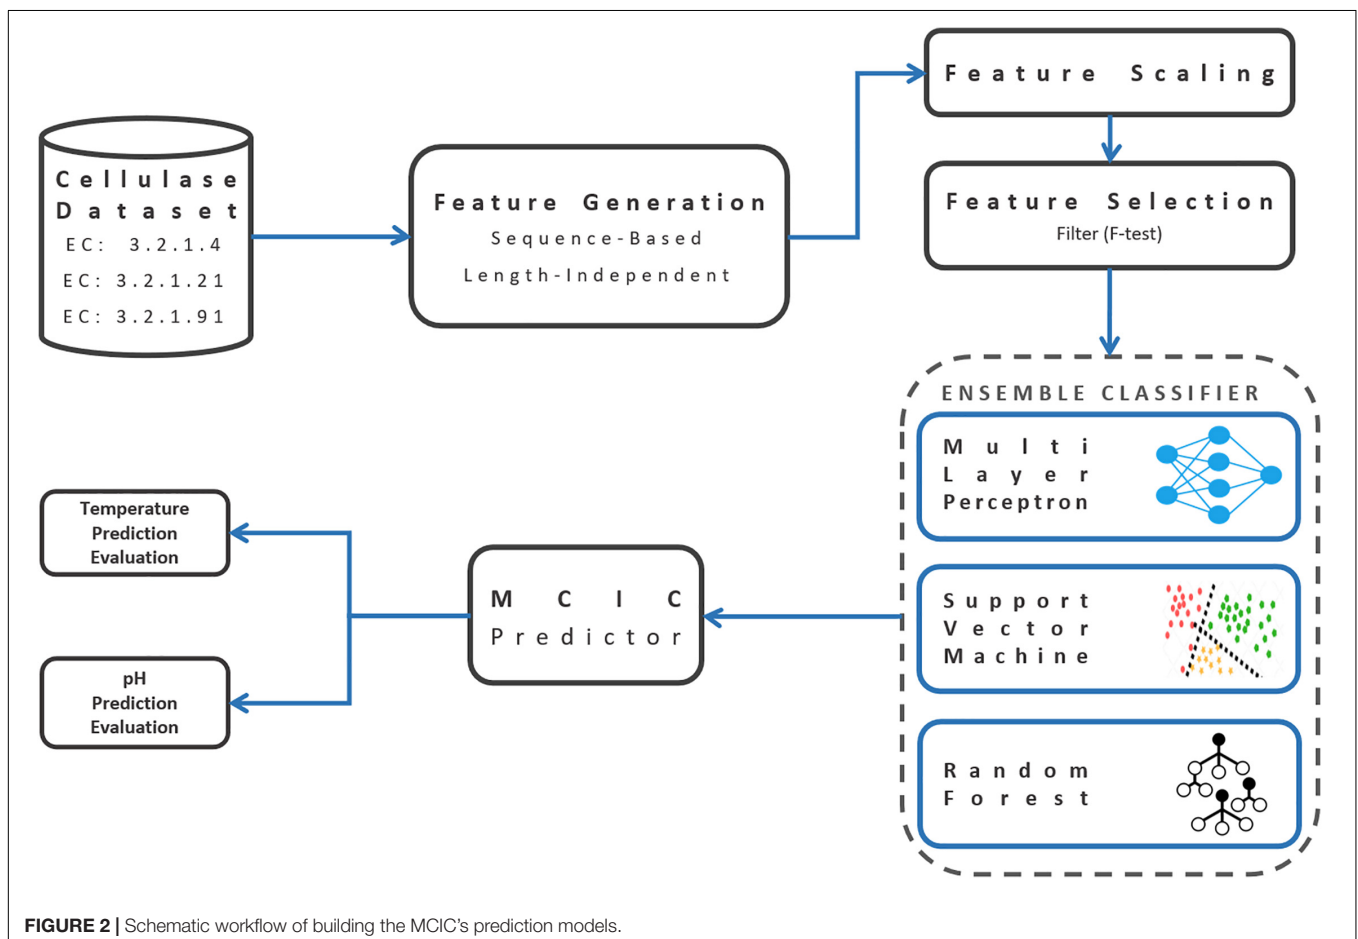 Cellulase
Dataset
EC: 3.2.1.4
EC: 3.2.1.21
EC: 3.2.1.91
Feature Generation
Sequence-Based
Length-Independent
Feature Scaling
Feature Selection
Filter (F-test)
ENSEMBLE CLASSIFIER
Multi
Layer
Perceptron
Support
Vector
Machine
Random
Forest
MCIC
Predictor
Temperature
Prediction
Evaluation
pH
Prediction
Evaluation
FIGURE 2 | Schematic workflow of building the MCIC's prediction models.